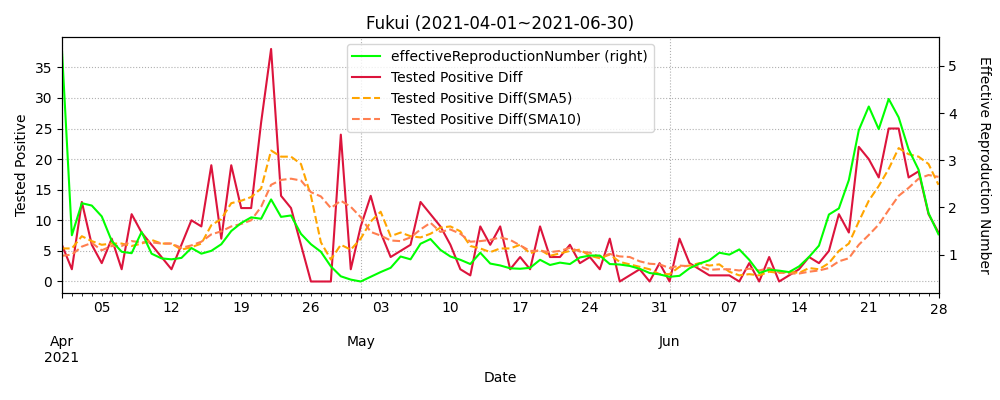 Fukui (2021-04-01~2021-06-30)
effectiveReproductionNumber (right)
Tested Positive Diff
Tested Positive Diff(SMA5)
Tested Positive Diff(SMA10)
Tested Positive
35
30
25
20
15
10
5
0
5
4
3
2
1
Effective Reproduction Number
05 12 19 26 03 10 17 24 31 07 14 21 28
Apr May Jun
2021
Date